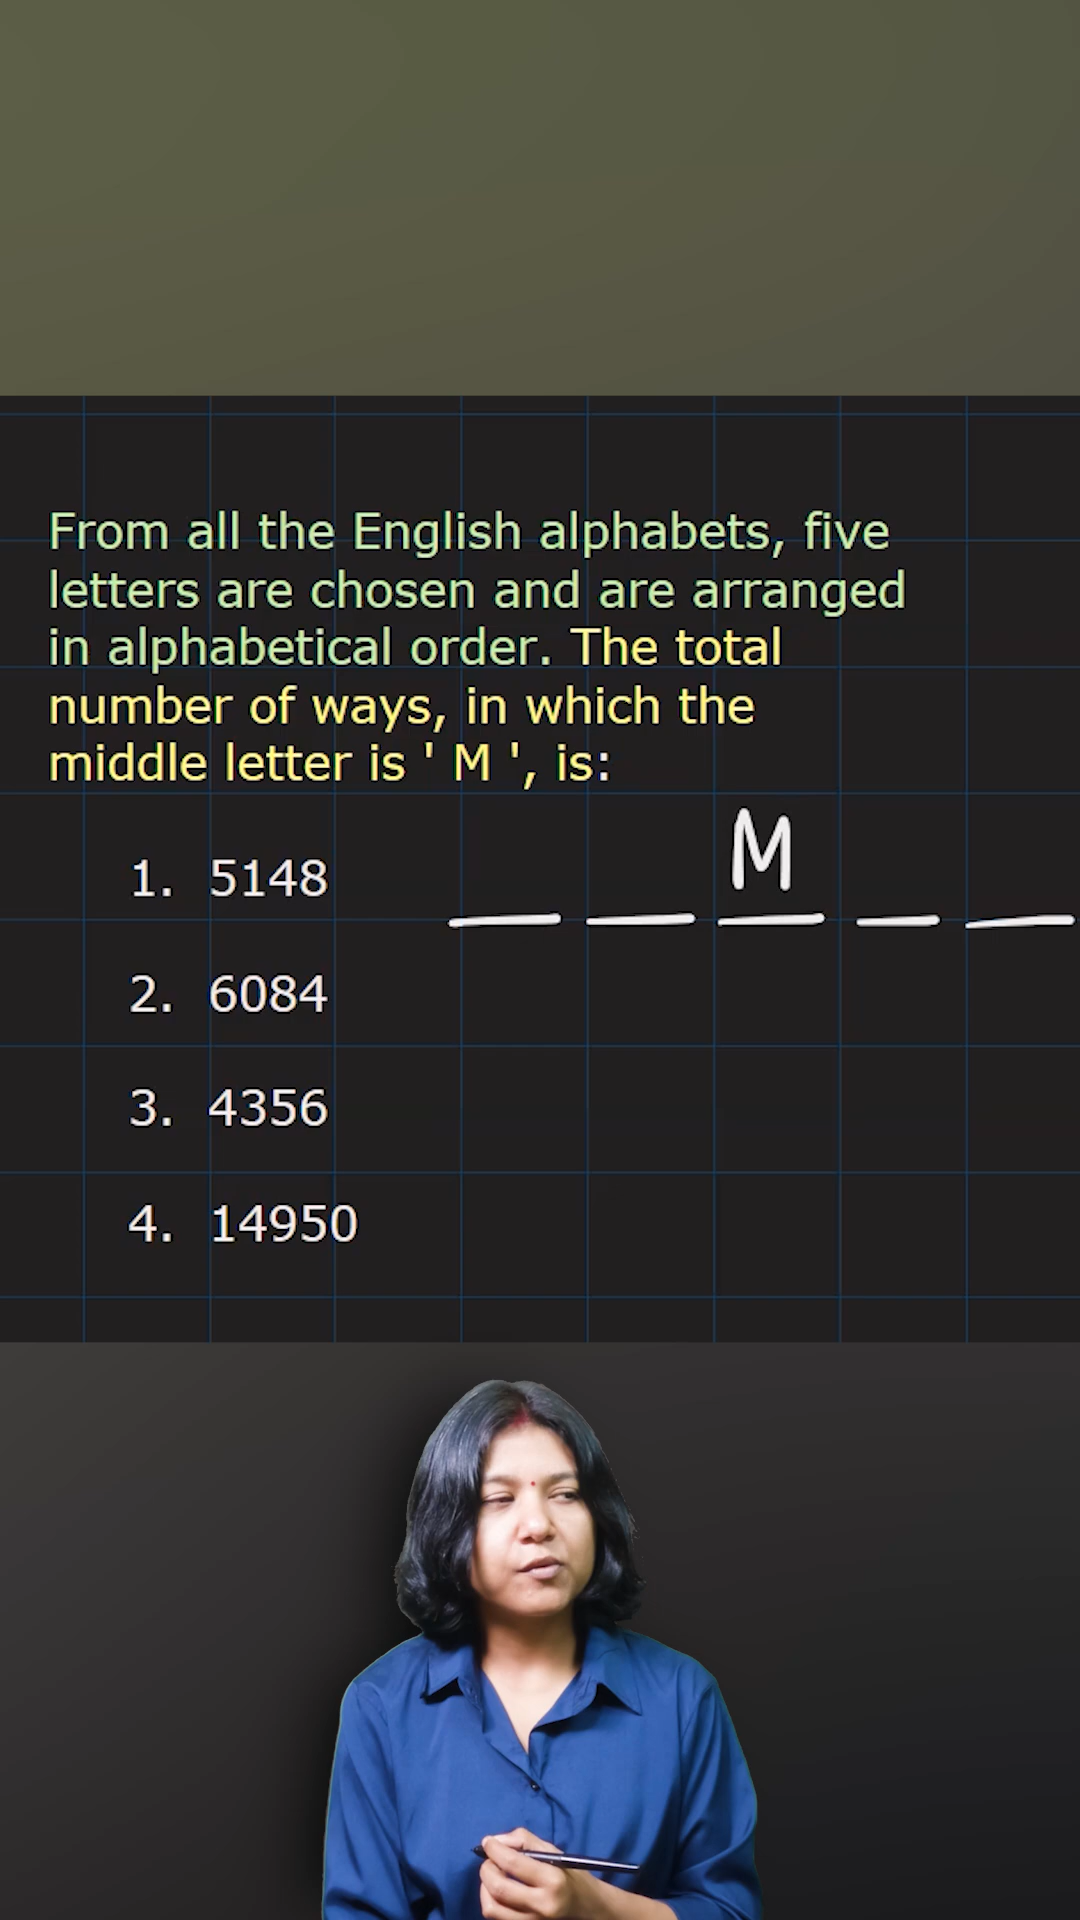 From all the English alphabets, five
letters are chosen and are arranged
in alphabetical order. The total
number of ways, in which the
middle letter is ' M ', is:
M
1. 5148
2. 6084
3. 4356
4. 14950